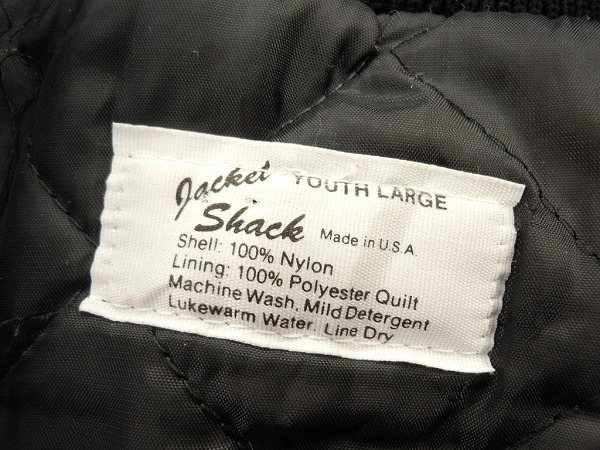 Jacket YOUTH LARGE
Shack Made in U.S.A.
Shell: 100% Nylon
Lining: 100% Polyester Quilt
Machine Wash, Mild Detergent
Lukewarm Water, Line Dry